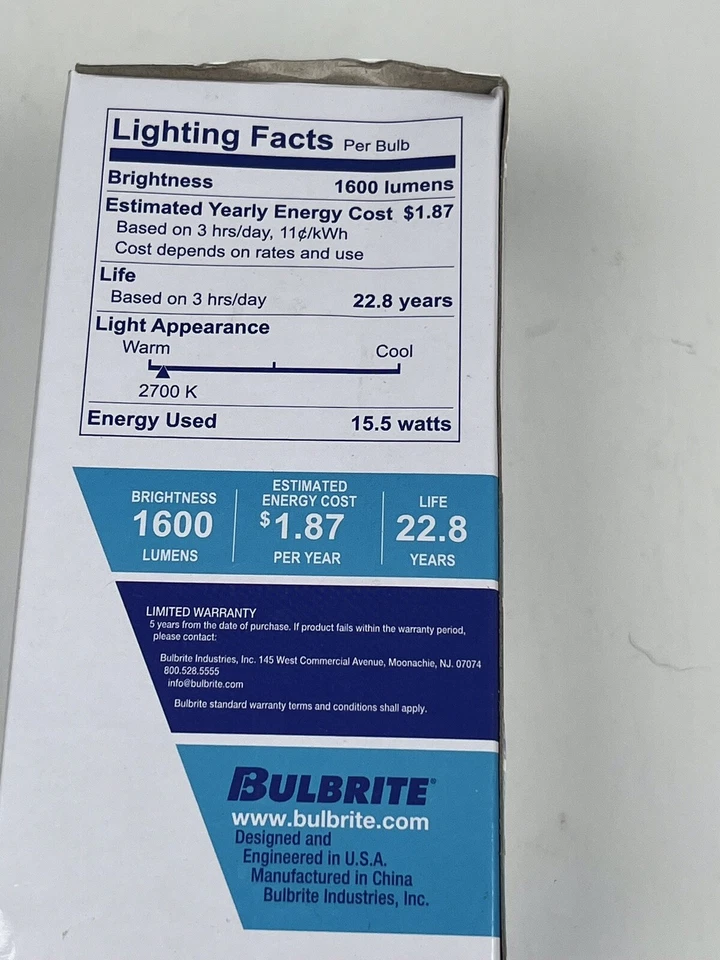 Lighting Facts Per Bulb
Brightness 1600 lumens
Estimated Yearly Energy Cost $1.87
Based on 3 hrs/day, 11¢/kWh
Cost depends on rates and use
Life
Based on 3 hrs/day 22.8 years
Light Appearance
Warm Cool
2700 K
Energy Used 15.5 watts
BRIGHTNESS
1600
LUMENS
ESTIMATED
ENERGY COST
$1.87
PER YEAR
LIFE
22.8
YEARS
LIMITED WARRANTY
5 years from the date of purchase. If product fails within the warranty period,
please contact:
Bulbrite Industries, Inc. 145 West Commercial Avenue, Moonachie, NJ. 07074
800.528.5555
info@bulbrite.com
Bulbrite standard warranty terms and conditions shall apply.
BULBRITE®
www.bulbrite.com
Designed and
Engineered in U.S.A.
Manufactured in China
Bulbrite Industries, Inc.